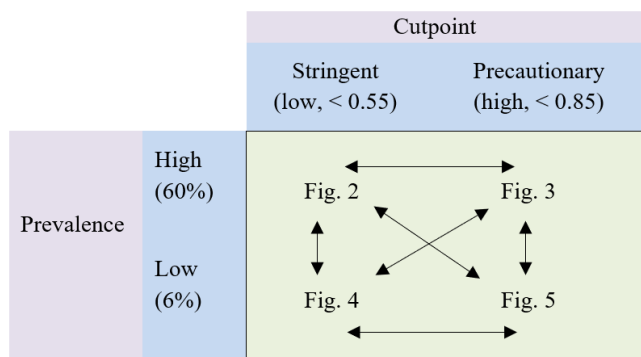 Cutpoint
Stringent Precautionary
(low, < 0.55) (high, < 0.85)
High
(60%) Fig. 2 Fig. 3
Prevalence
Low
(6%) Fig. 4 Fig. 5